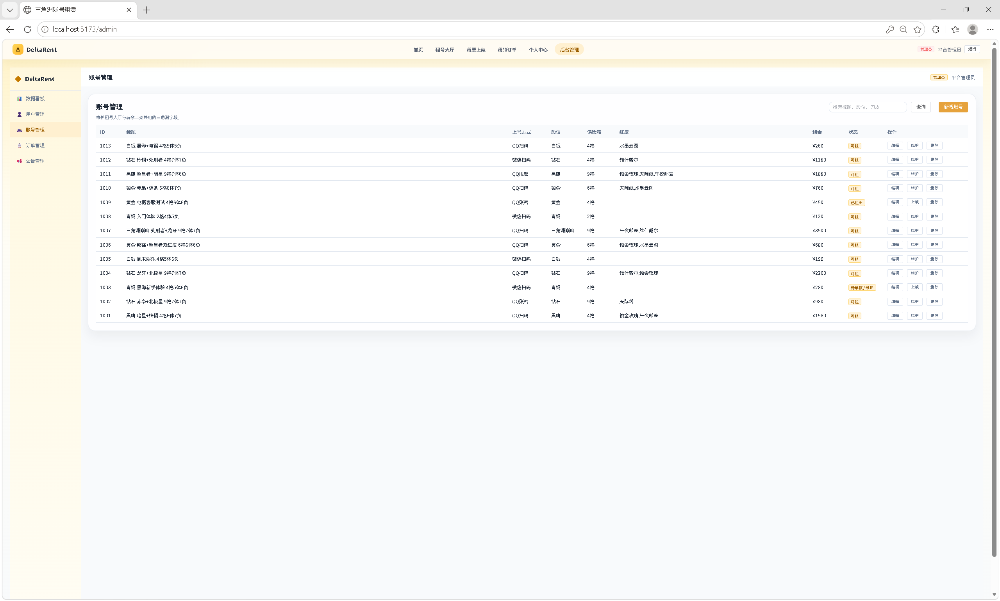 三角洲账号租赁
localhost:5173/admin
Δ DeltaRent 首页 租号大厅 我要上架 我的订单 个人中心 后台管理 管理员 平台管理员 退出
DeltaRent
数据看板
用户管理
账号管理
订单管理
公告管理
账号管理 管理员 平台管理员
账号管理 搜索标题、段位、刀皮 查询 新增账号
维护租号大厅与玩家上架共用的三角洲字段。
ID 标题 上号方式 段位 保险箱 红皮 租金 状态 操作
1013 白银 黑海+电锯 4格5体5负 QQ扫码 白银 4格 水墨云图 ¥260 可租 编辑 维护 删除
1012 钻石 怜悯+处刑者 4格7体7负 微信扫码 钻石 4格 维什戴尔 ¥1180 可租 编辑 维护 删除
1011 黑鹰 坠星者+暗星 9格7体6负 QQ账密 黑鹰 9格 蚀金玫瑰,天际线,午夜邮差 ¥1880 可租 编辑 维护 删除
1010 铂金 赤枭+信条 6格6体7负 QQ扫码 铂金 6格 天际线,水墨云图 ¥760 可租 编辑 维护 删除
1009 黄金 电锯客服测试 4格6体6负 QQ账密 黄金 4格 ¥450 已租出 编辑 上架 删除
1008 青铜 入门体验 2格4体5负 微信扫码 青铜 2格 ¥120 可租 编辑 维护 删除
1007 三角洲巅峰 处刑者+龙牙 9格7体7负 QQ扫码 三角洲巅峰 9格 午夜邮差,维什戴尔 ¥3500 可租 编辑 维护 删除
1006 黄金 影锋+坠星者双红皮 6格6体6负 QQ扫码 黄金 6格 蚀金玫瑰,水墨云图 ¥680 可租 编辑 维护 删除
1005 白银 周末娱乐 4格5体6负 微信扫码 白银 4格 ¥199 可租 编辑 维护 删除
1004 钻石 龙牙+北极星 9格7体7负 QQ扫码 钻石 9格 维什戴尔,蚀金玫瑰 ¥2200 可租 编辑 维护 删除
1003 青铜 黑海新手体验 4格5体6负 微信扫码 青铜 4格 ¥280 待审核/维护 编辑 上架 删除
1002 钻石 赤枭+北极星 9格7体7负 QQ账密 钻石 9格 天际线 ¥980 可租 编辑 维护 删除
1001 黑鹰 暗星+怜悯 4格6体7负 QQ扫码 黑鹰 4格 蚀金玫瑰,午夜邮差 ¥1580 可租 编辑 维护 删除